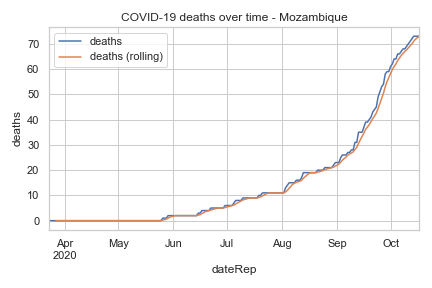 COVID-19 deaths over time - Mozambique
deaths
deaths (rolling)
deaths
70
60
50
40
30
20
10
0
Apr May Jun Jul Aug Sep Oct
2020
dateRep